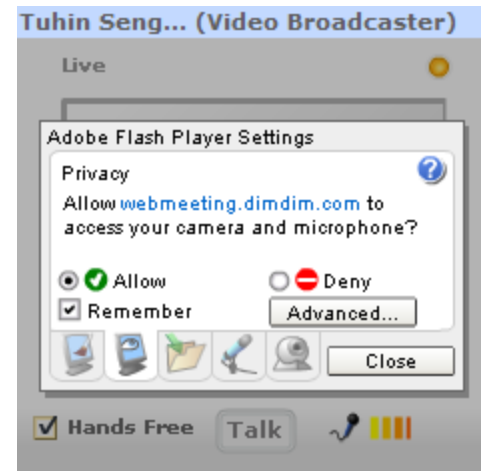 Tuhin Seng... (Video Broadcaster)
Live
Adobe Flash Player Settings
Privacy
Allow webmeeting.dimdim.com to
access your camera and microphone?
Allow Deny
Remember Advanced...
Close
Hands Free Talk